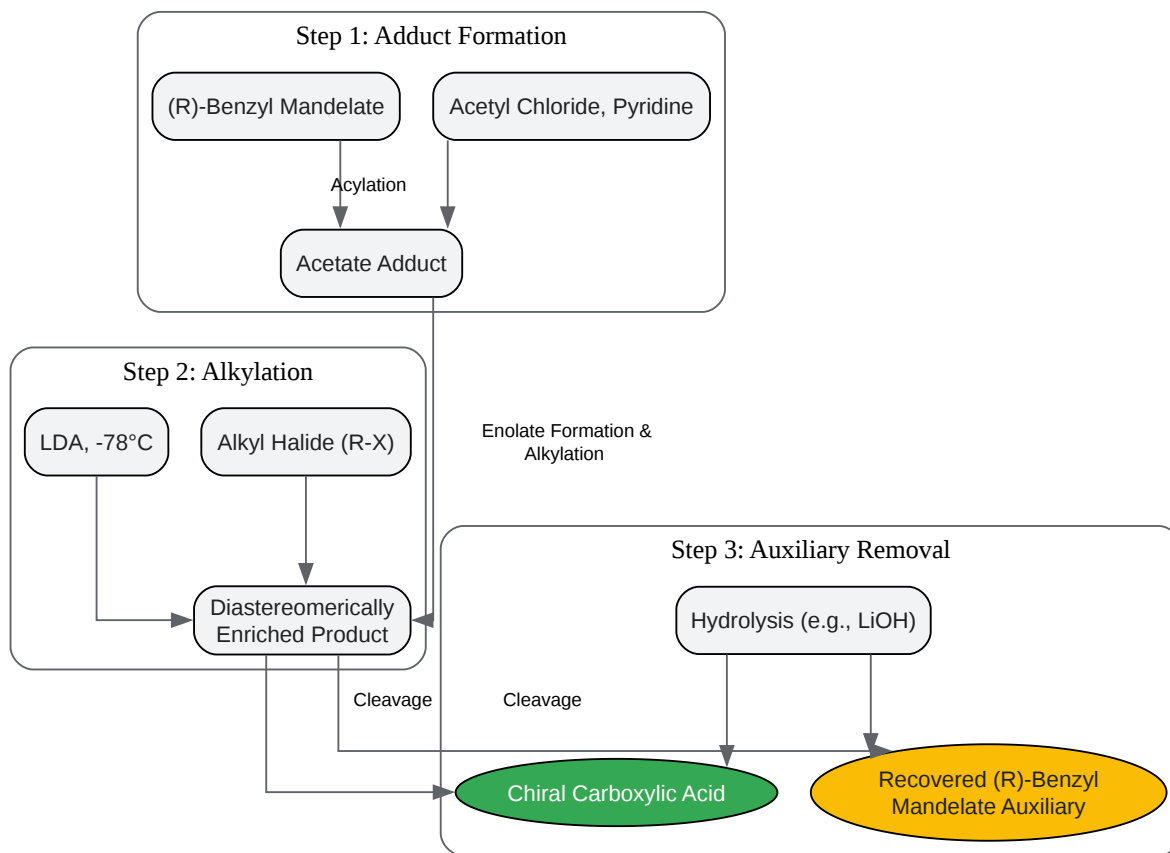 Step 1: Adduct Formation
(R)-Benzyl Mandelate
Acetyl Chloride, Pyridine
Acylation
Acetate Adduct
Step 2: Alkylation
LDA, -78°C
Alkyl Halide (R-X)
Enolate Formation &
Alkylation
Step 3: Auxiliary Removal
Diastereomerically
Enriched Product
Hydrolysis (e.g., LiOH)
Cleavage
Cleavage
Chiral Carboxylic Acid
Recovered (R)-Benzyl
Mandelate Auxiliary